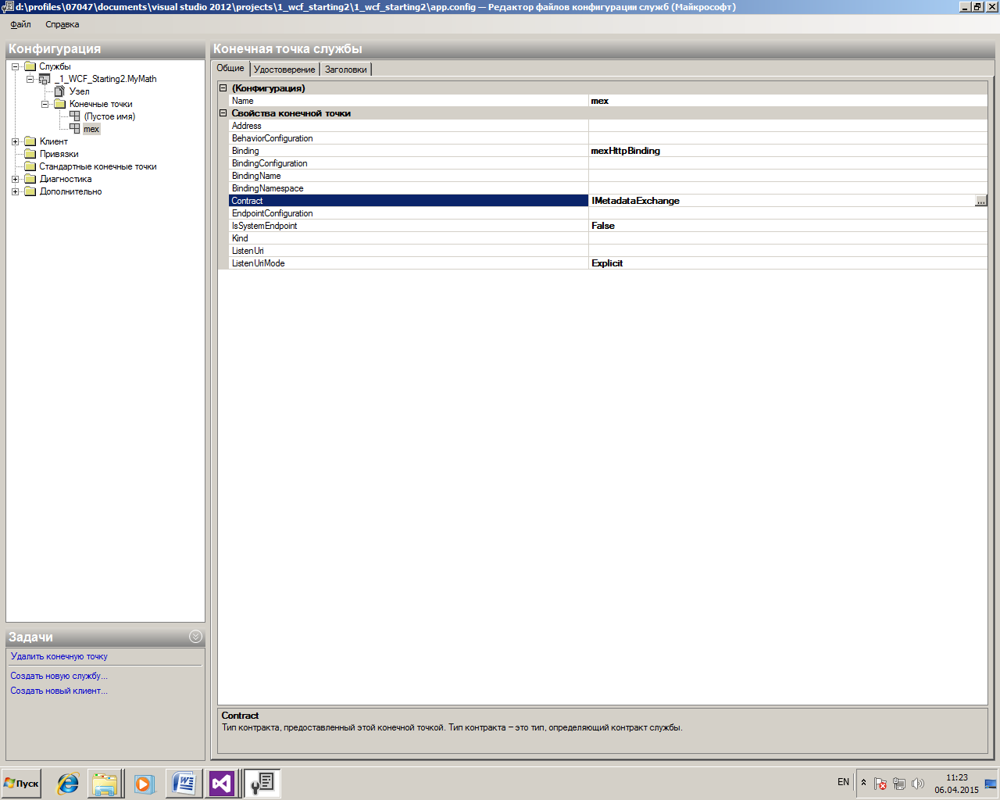 d:\profiles\07047\documents\visual studio 2012\projects\1_wcf_starting2\1_wcf_starting2\app.config — Редактор файлов конфигурации служб (Майкрософт)
Файл Справка
Конфигурация
Службы
_1_WCF_Starting2.MyMath
Узел
Конечные точки
(Пустое имя)
mex
Клиент
Привязки
Стандартные конечные точки
Диагностика
Дополнительно
Задачи
Удалить конечную точку
Создать новую службу...
Создать новый клиент...
Конечная точка службы
Общие Удостоверение Заголовки
(Конфигурация)
Name mex
Свойства конечной точки
Address
BehaviorConfiguration
Binding mexHttpBinding
BindingConfiguration
BindingName
BindingNamespace
Contract IMetadataExchange ...
EndpointConfiguration
IsSystemEndpoint False
Kind
ListenUri
ListenUriMode Explicit
Contract
Тип контракта, предоставленный этой конечной точкой. Тип контракта – это тип, определяющий контракт службы.
Пуск
EN
11:23
06.04.2015